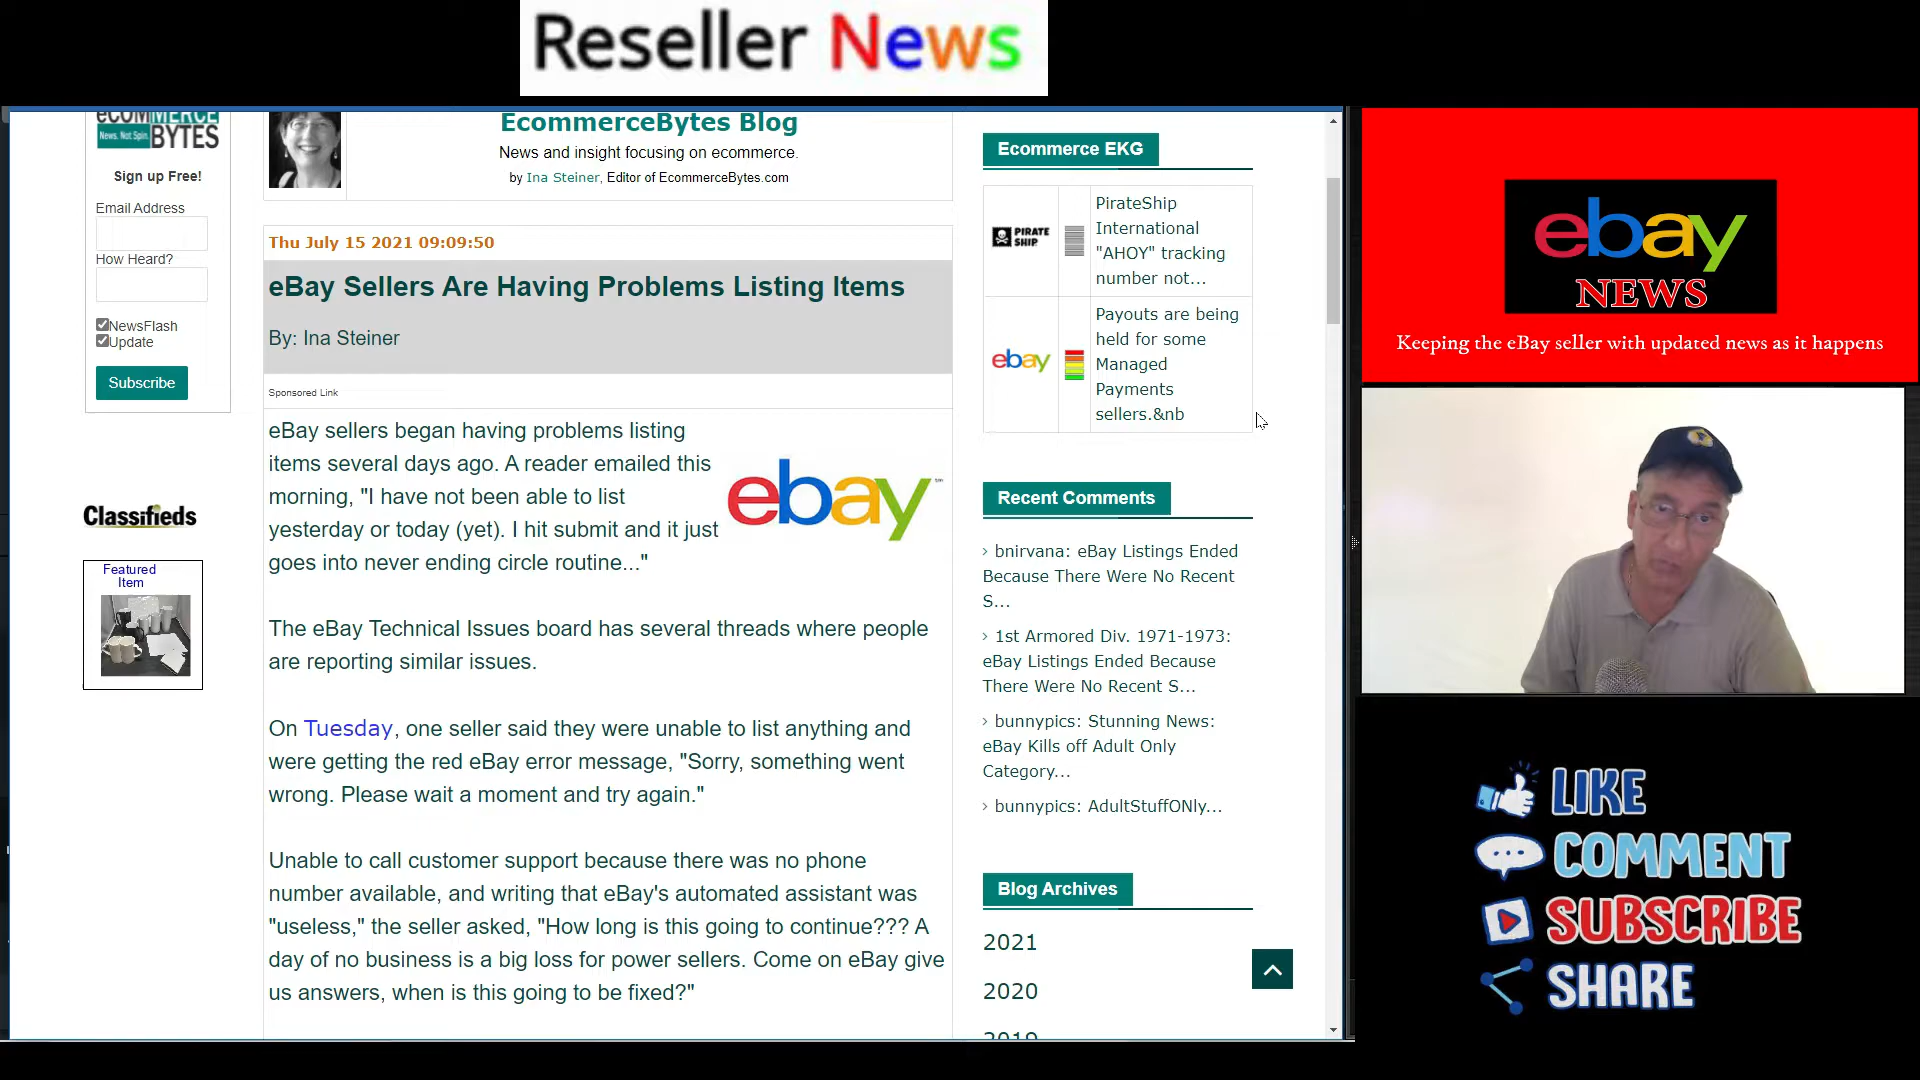 Reseller News
eCOMMERCE
News. Not Spin. BYTES
Sign up Free!
Email Address
How Heard?
NewsFlash
Update
Subscribe
Classifieds
Featured
Item
EcommerceBytes Blog
News and insight focusing on ecommerce.
by Ina Steiner, Editor of EcommerceBytes.com
Thu July 15 2021 09:09:50
eBay Sellers Are Having Problems Listing Items
By: Ina Steiner
Sponsored Link
eBay sellers began having problems listing
items several days ago. A reader emailed this
morning, "I have not been able to list
yesterday or today (yet). I hit submit and it just
goes into never ending circle routine..."
ebay™
The eBay Technical Issues board has several threads where people
are reporting similar issues.
On Tuesday, one seller said they were unable to list anything and
were getting the red eBay error message, "Sorry, something went
wrong. Please wait a moment and try again."
Unable to call customer support because there was no phone
number available, and writing that eBay's automated assistant was
"useless," the seller asked, "How long is this going to continue??? A
day of no business is a big loss for power sellers. Come on eBay give
us answers, when is this going to be fixed?"
Ecommerce EKG
PIRATE
SHIP.
PirateShip
International
"AHOY" tracking
number not...
ebay
Payouts are being
held for some
Managed
Payments
sellers.&nb
Recent Comments
› bnirvana: eBay Listings Ended
Because There Were No Recent
S...
› 1st Armored Div. 1971-1973:
eBay Listings Ended Because
There Were No Recent S...
› bunnypics: Stunning News:
eBay Kills off Adult Only
Category...
› bunnypics: AdultStuffONly...
Blog Archives
2021
2020
2019
ebay
NEWS
Keeping the eBay seller with updated news as it happens
LIKE
COMMENT
SUBSCRIBE
SHARE